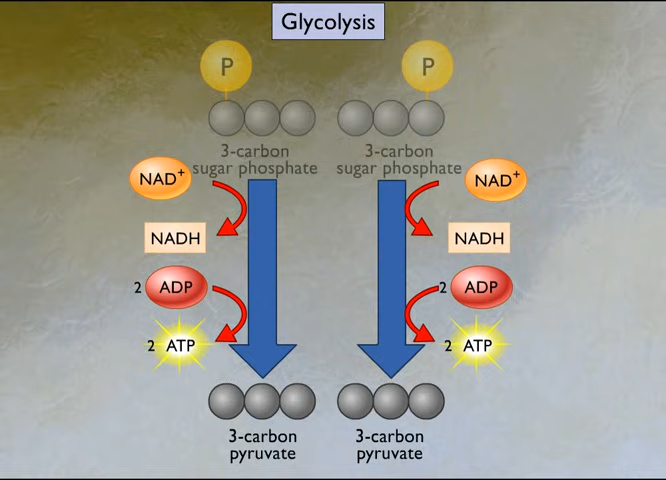 Glycolysis
P
P
3-carbon
sugar phosphate
3-carbon
sugar phosphate
NAD+
NAD+
NADH
NADH
2 ADP
2 ADP
2 ATP
2 ATP
3-carbon
pyruvate
3-carbon
pyruvate